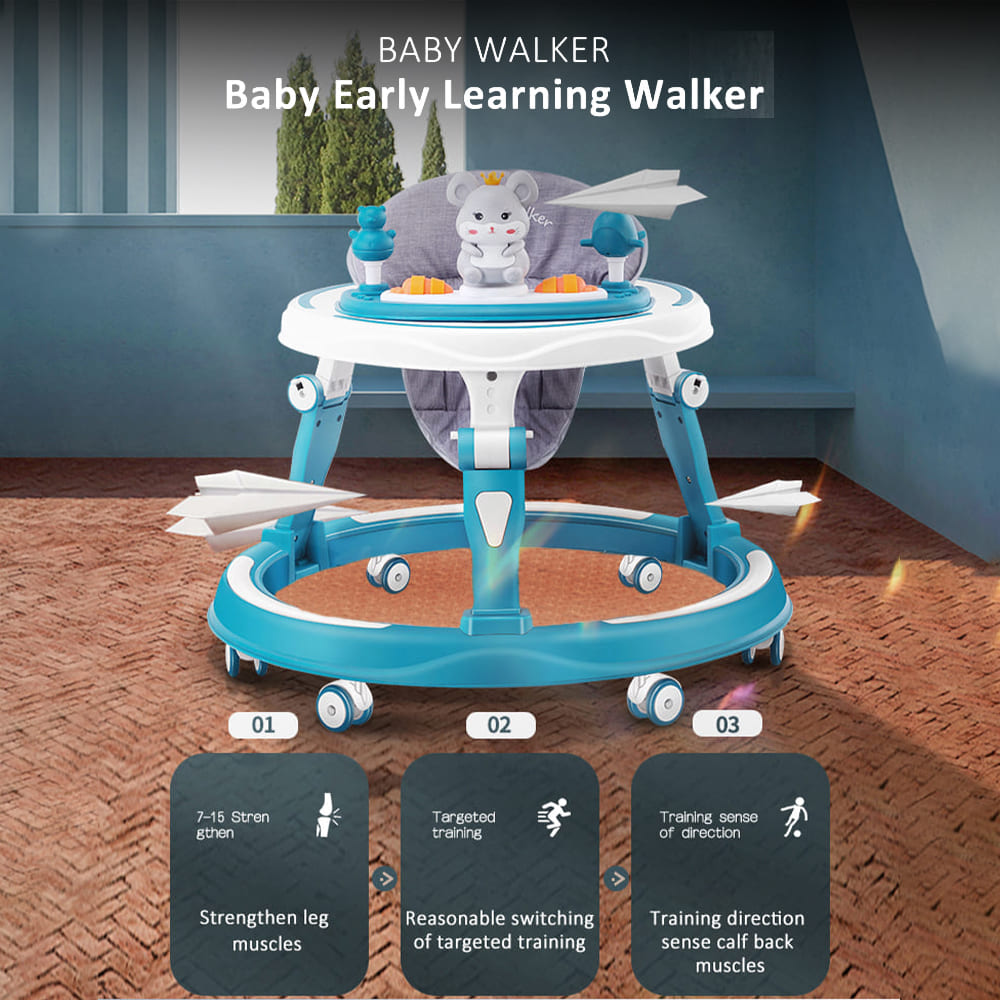 BABY WALKER
Baby Early Learning Walker
lker
01
02
03
7-15 Stren
gthen
Targeted
training
Training sense
of direction
Strengthen leg
muscles
Reasonable switching
of targeted training
Training direction
sense calf back
muscles